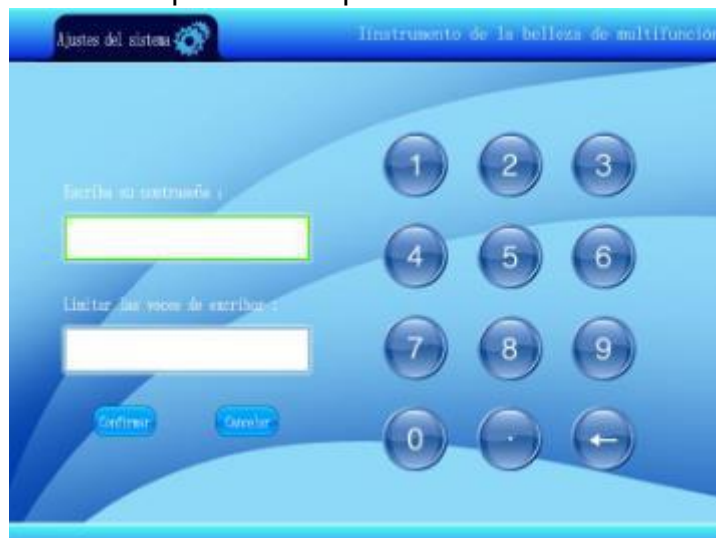 Ajustes del sistema
Iinstrumento de la belleza de multifunción
1 2 3
Escriba su contraseña :
4 5 6
Limitar las veces de escribir :
7 8 9
Confirmar Cancelar
0 . ←